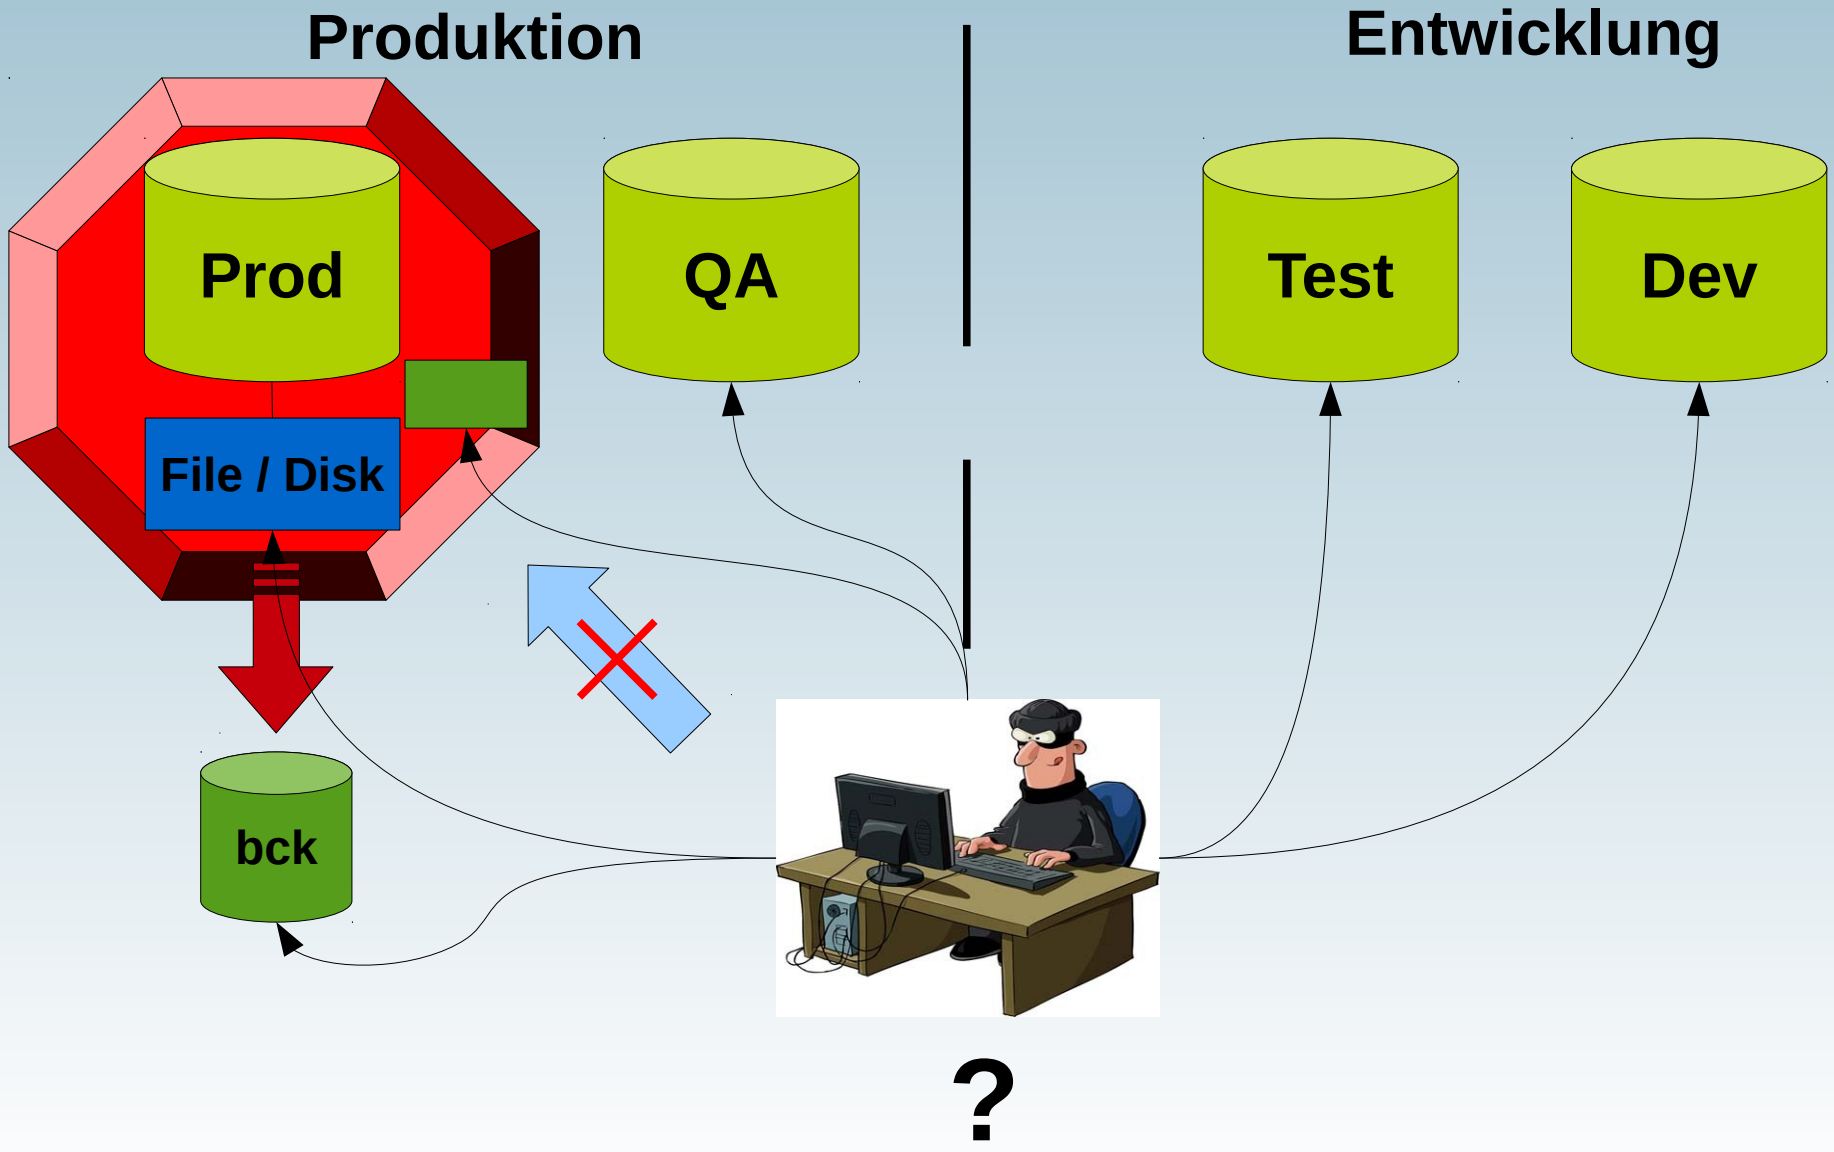 Produktion
Entwicklung
Prod
QA
Test
Dev
File / Disk
bck
?